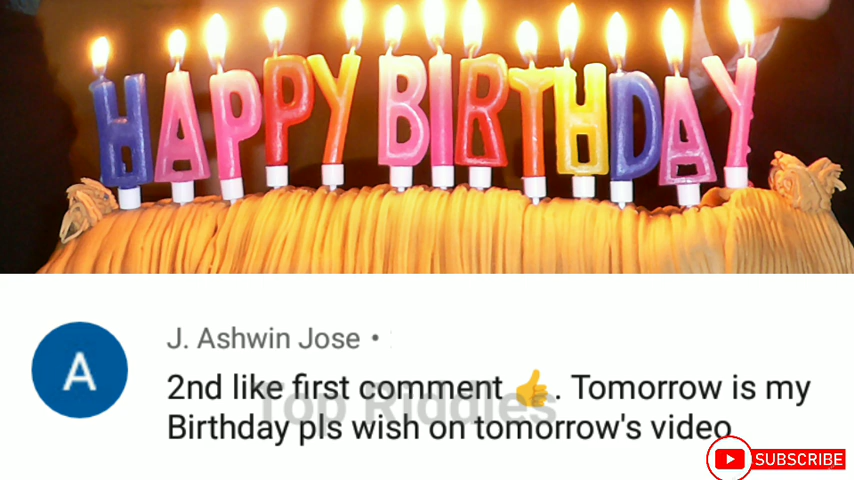 HAPPY BIRTHDAY
J. Ashwin Jose •
2nd like first comment 👍. Tomorrow is my
Birthday pls wish on tomorrow's video
Top Riddles
SUBSCRIBE